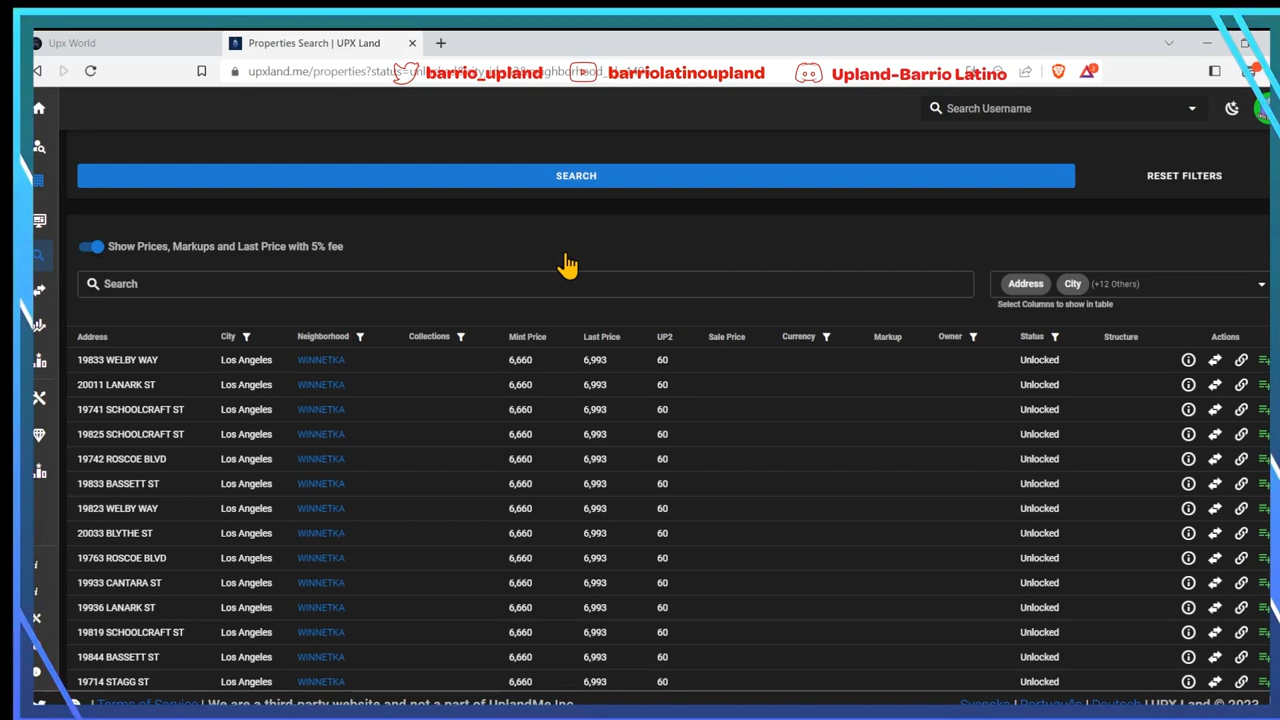 Upx World
Properties Search | UPX Land
upxland.me/properties?status=
barrio_upland
barriolatinoupland
Upland-Barrio Latino
2
Search Username
SEARCH
RESET FILTERS
Show Prices, Markups and Last Price with 5% fee
Search
Address City (+12 Others)
Select Columns to show in table
Address City Neighborhood Collections Mint Price Last Price UP2 Sale Price Currency Markup Owner Status Structure Actions
19833 WELBY WAY Los Angeles WINNETKA 6,660 6,993 60 Unlocked
20011 LANARK ST Los Angeles WINNETKA 6,660 6,993 60 Unlocked
19741 SCHOOLCRAFT ST Los Angeles WINNETKA 6,660 6,993 60 Unlocked
19825 SCHOOLCRAFT ST Los Angeles WINNETKA 6,660 6,993 60 Unlocked
19742 ROSCOE BLVD Los Angeles WINNETKA 6,660 6,993 60 Unlocked
19833 BASSETT ST Los Angeles WINNETKA 6,660 6,993 60 Unlocked
19823 WELBY WAY Los Angeles WINNETKA 6,660 6,993 60 Unlocked
20033 BLYTHE ST Los Angeles WINNETKA 6,660 6,993 60 Unlocked
19763 ROSCOE BLVD Los Angeles WINNETKA 6,660 6,993 60 Unlocked
19933 CANTARA ST Los Angeles WINNETKA 6,660 6,993 60 Unlocked
19936 LANARK ST Los Angeles WINNETKA 6,660 6,993 60 Unlocked
19819 SCHOOLCRAFT ST Los Angeles WINNETKA 6,660 6,993 60 Unlocked
19844 BASSETT ST Los Angeles WINNETKA 6,660 6,993 60 Unlocked
19714 STAGG ST Los Angeles WINNETKA 6,660 6,993 60 Unlocked
| Terms of Service | We are a third-party website and not a part of UplandMe Inc Svenska | Português | Deutsch | UPX Land © 2023